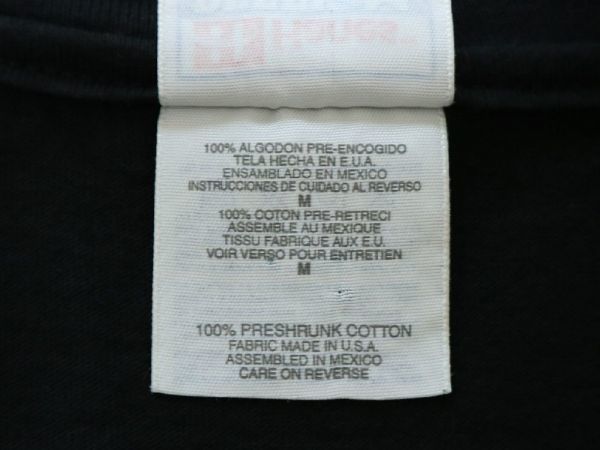 Hanes
100% ALGODON PRE-ENCOGIDO
TELA HECHA EN E.U.A.
ENSAMBLADO EN MEXICO
INSTRUCCIONES DE CUIDADO AL REVERSO
M
100% COTON PRE-RETRECI
ASSEMBLE AU MEXIQUE
TISSU FABRIQUE AUX E.U.
VOIR VERSO POUR ENTRETIEN
M
100% PRESHRUNK COTTON
FABRIC MADE IN U.S.A.
ASSEMBLED IN MEXICO
CARE ON REVERSE